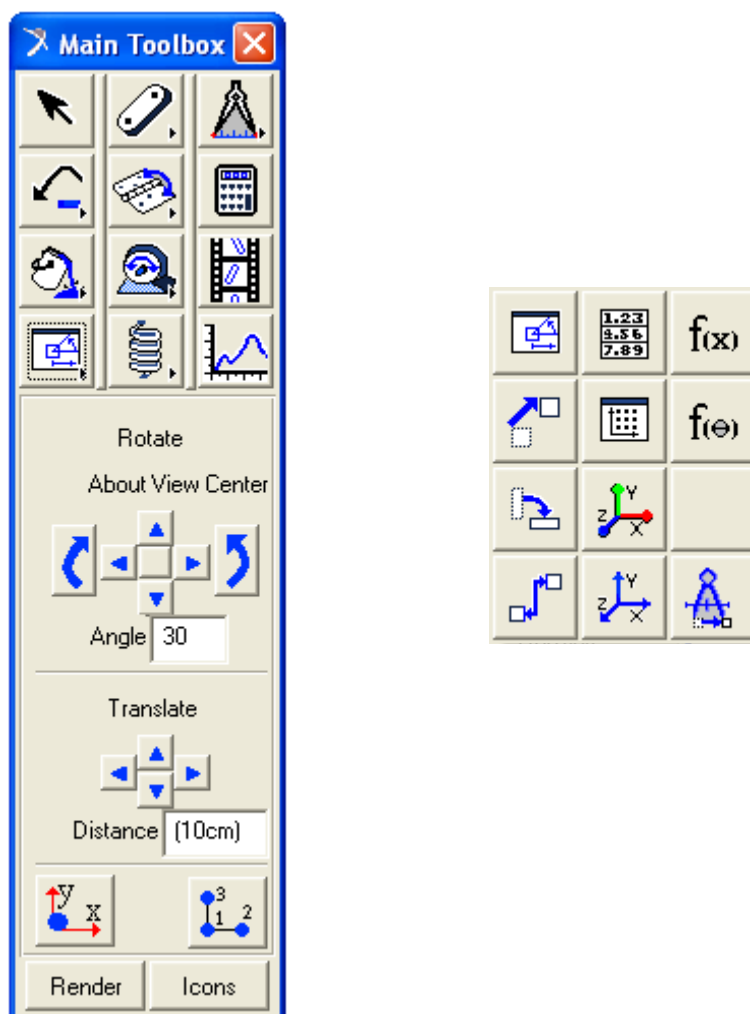 Main Toolbox
Rotate
About View Center
Angle 30
Translate
Distance (10cm)
y x
3
1 2
Render Icons
1.23
4.56
7.89
f(x)
f(θ)
Y
Z X
Y
Z X